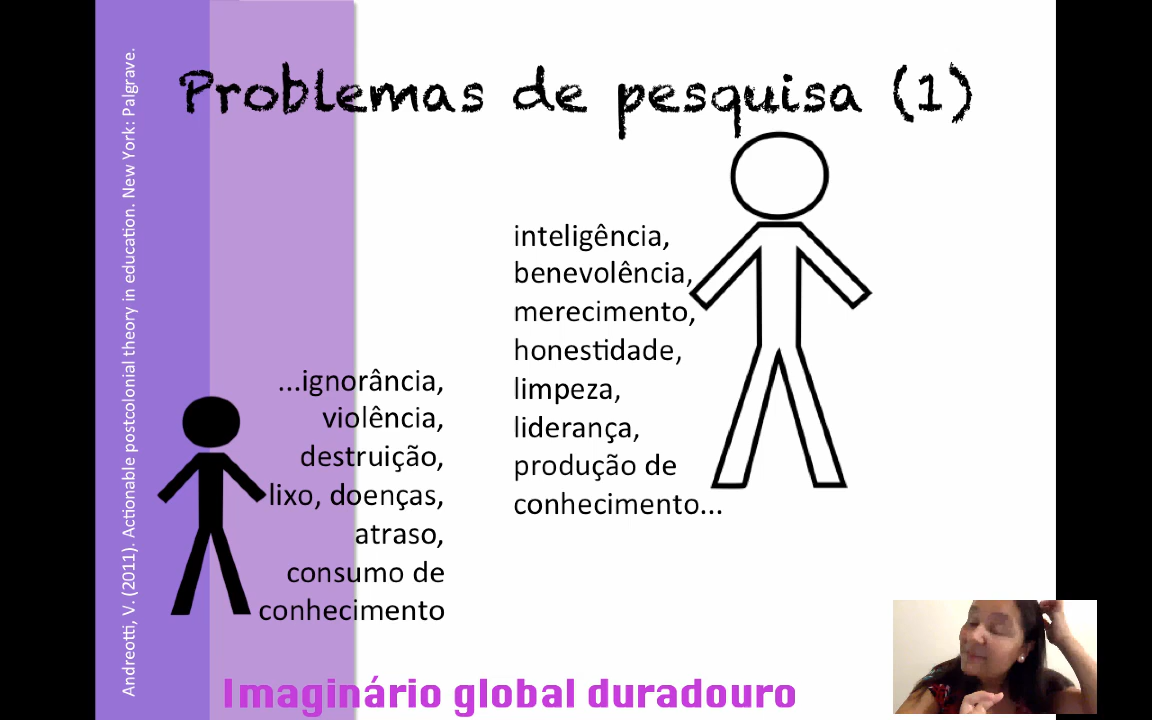 Problemas de pesquisa (1)
Andreotti, V. (2011). Actionable postcolonial theory in education. New York: Palgrave.
inteligência,
benevolência,
merecimento,
honestidade,
limpeza,
liderança,
produção de
conhecimento...
...ignorância,
violência,
destruição,
lixo, doenças,
atraso,
consumo de
conhecimento
Imaginário global duradouro